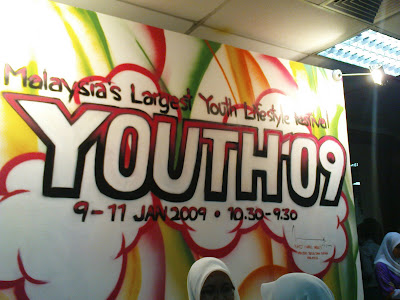 Malaysia's Largest Youth Lifestyle Festival
YOUTH'09
9-11 JAN 2009 • 10.30-9.30